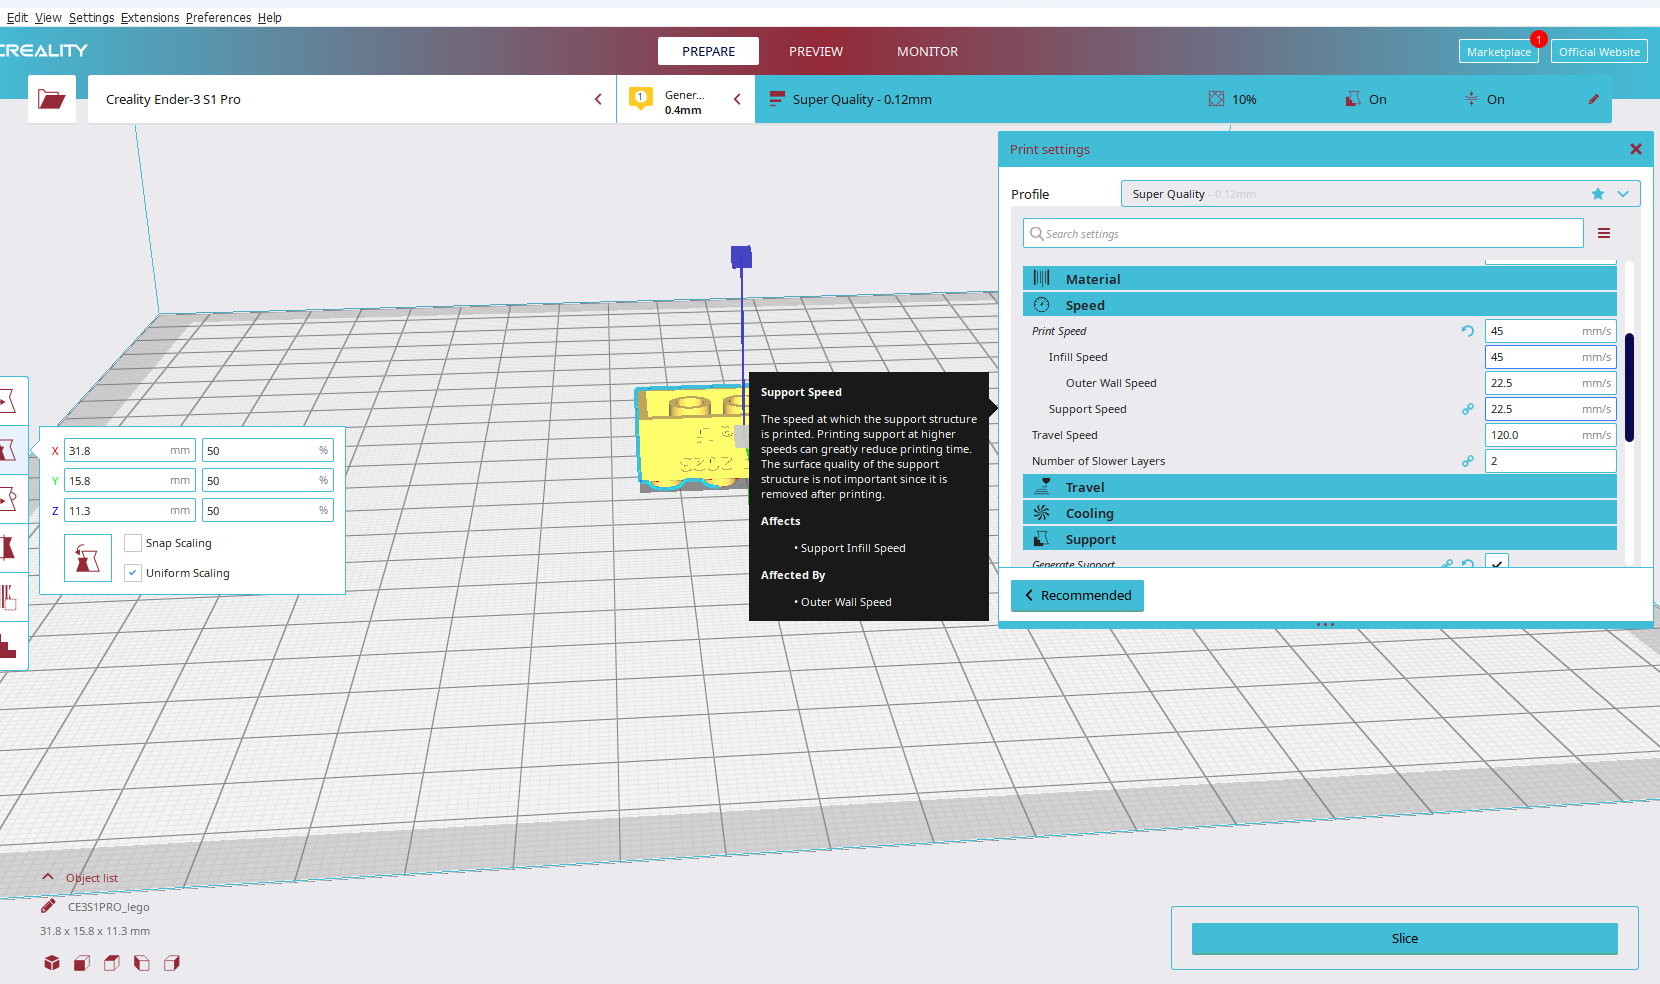 Edit View Settings Extensions Preferences Help
CREALITY
PREPARE PREVIEW MONITOR
Marketplace 1 Official Website
Creality Ender-3 S1 Pro
1 Gener...
0.4mm
Super Quality - 0.12mm 10% On On
Print settings
Profile Super Quality - 0.12mm
Search settings
Material
Speed
Print Speed 45 mm/s
Infill Speed 45 mm/s
Outer Wall Speed 22.5 mm/s
Support Speed 22.5 mm/s
Travel Speed 120.0 mm/s
Number of Slower Layers 2
Travel
Cooling
Support
Generate Support
Recommended
Support Speed
The speed at which the support structure
is printed. Printing support at higher
speeds can greatly reduce printing time.
The surface quality of the support
structure is not important since it is
removed after printing.
Affects
• Support Infill Speed
Affected By
• Outer Wall Speed
X 31.8 mm 50 %
Y 15.8 mm 50 %
Z 11.3 mm 50 %
Snap Scaling
Uniform Scaling
Object list
CE3S1PRO_lego
31.8 x 15.8 x 11.3 mm
Slice